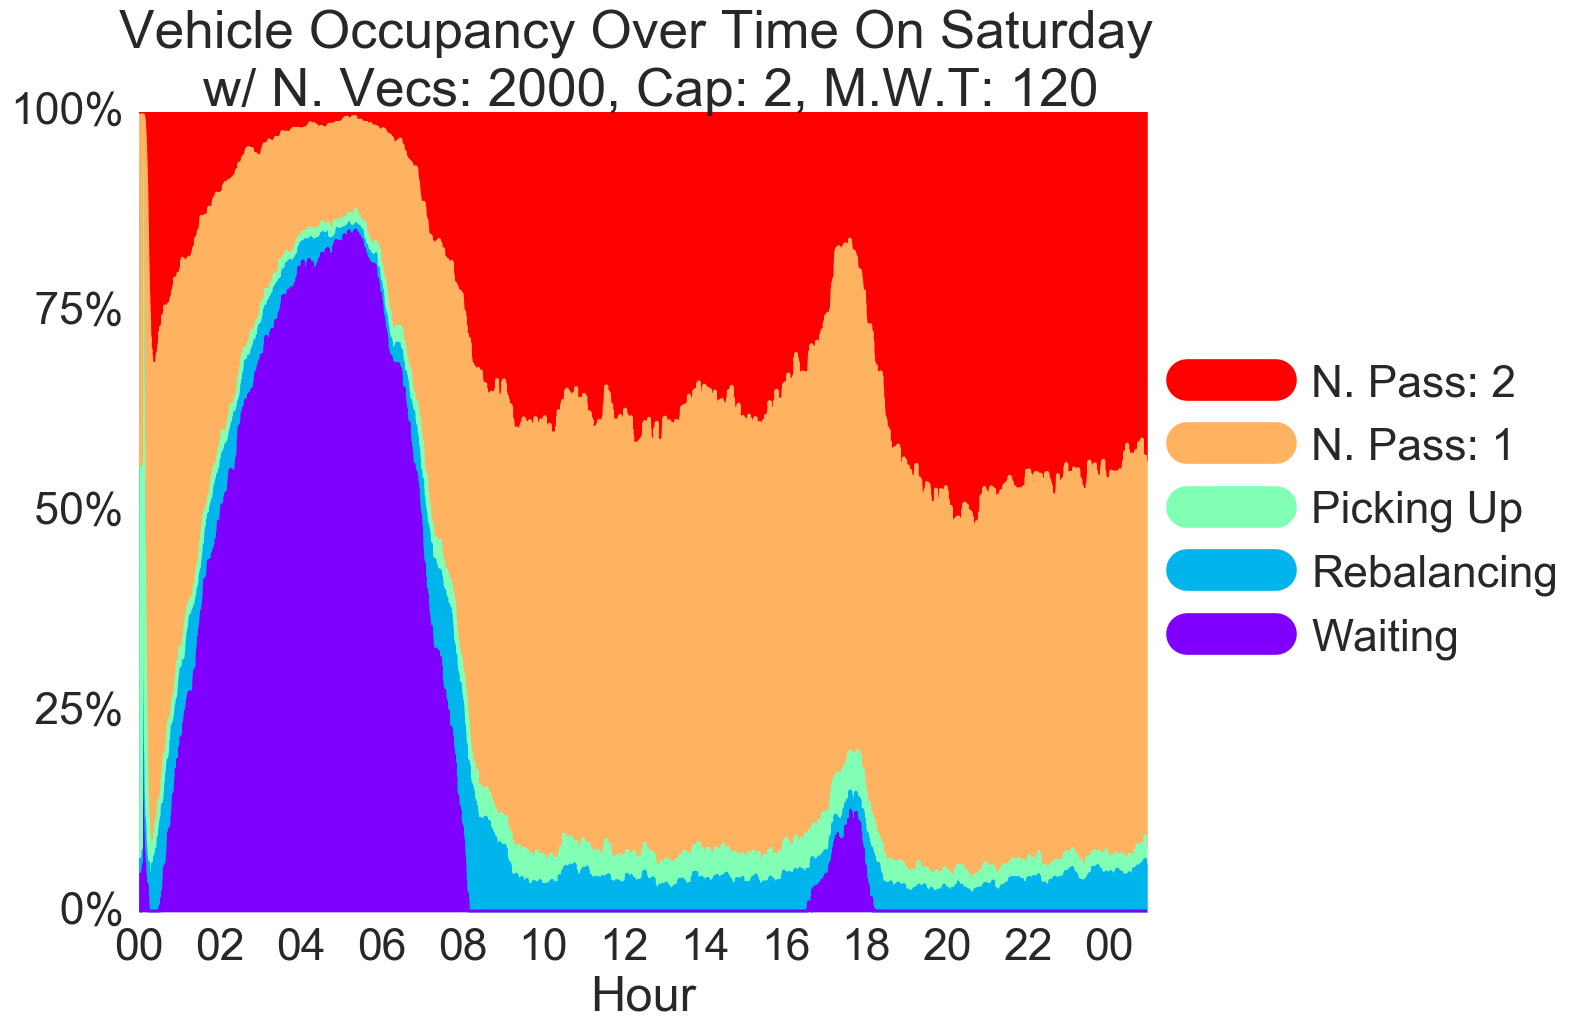 Vehicle Occupancy Over Time On Saturday
w/ N. Vecs: 2000, Cap: 2, M.W.T: 120
100%
75%
50%
25%
0%
00 02 04 06 08 10 12 14 16 18 20 22 00
Hour
N. Pass: 2
N. Pass: 1
Picking Up
Rebalancing
Waiting